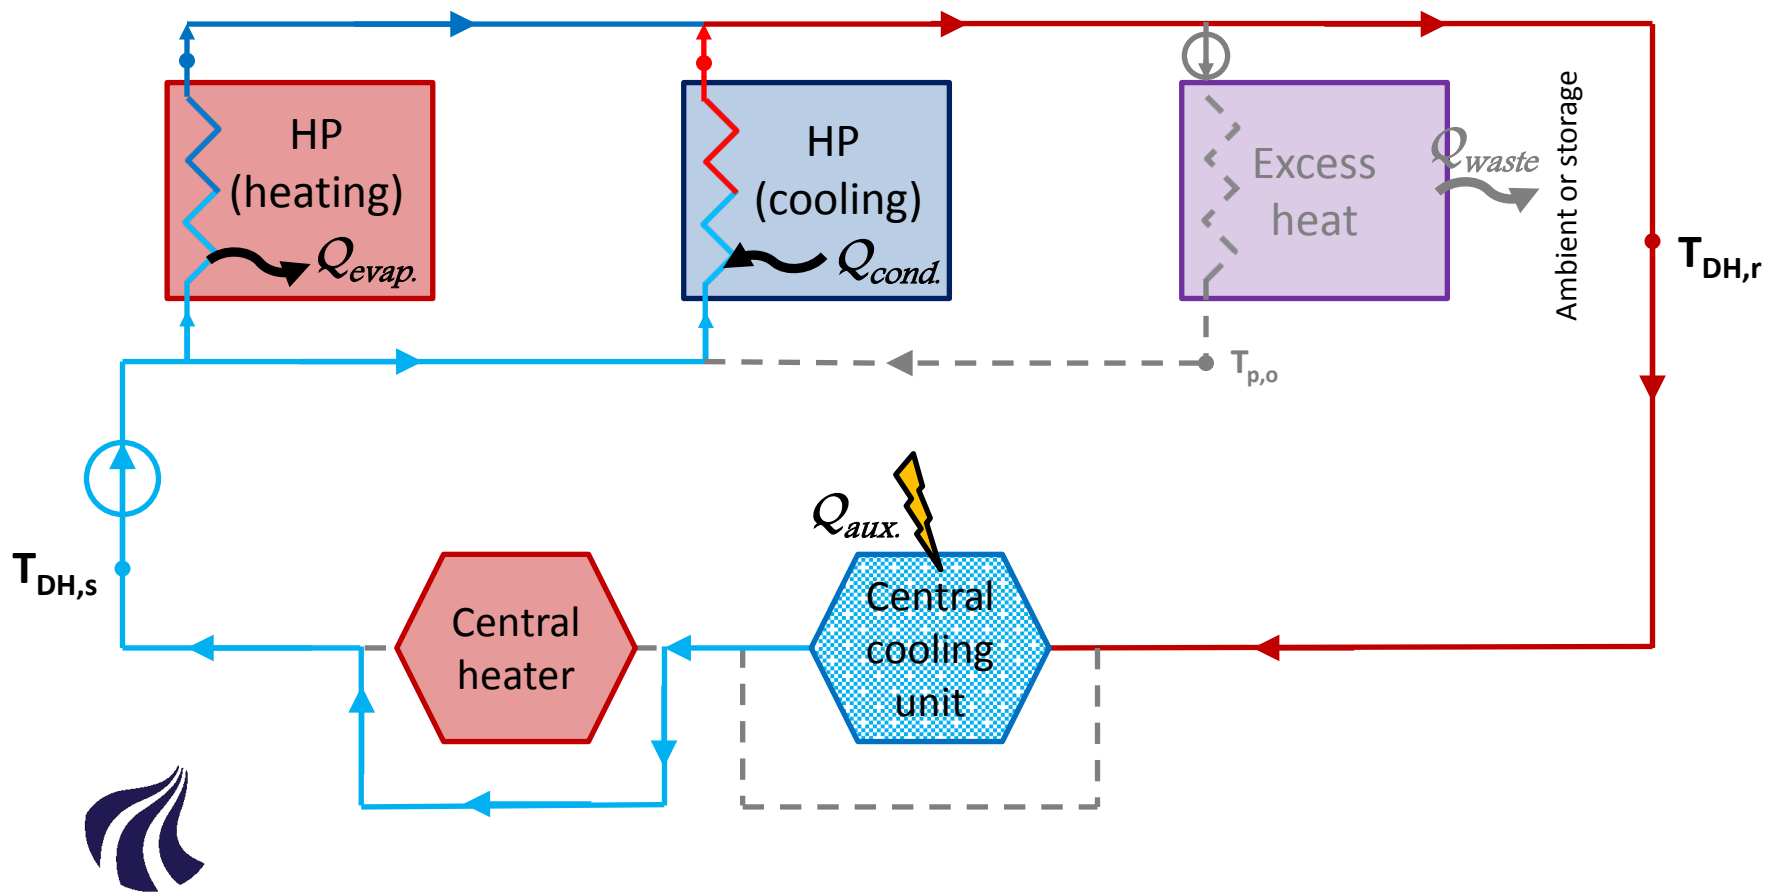 HP
(heating)
Qevap.
HP
(cooling)
Qcond.
Excess
heat
Qwaste
Ambient or storage
TDH,r
Tp,o
TDH,s
Qaux.
Central
heater
Central
cooling
unit